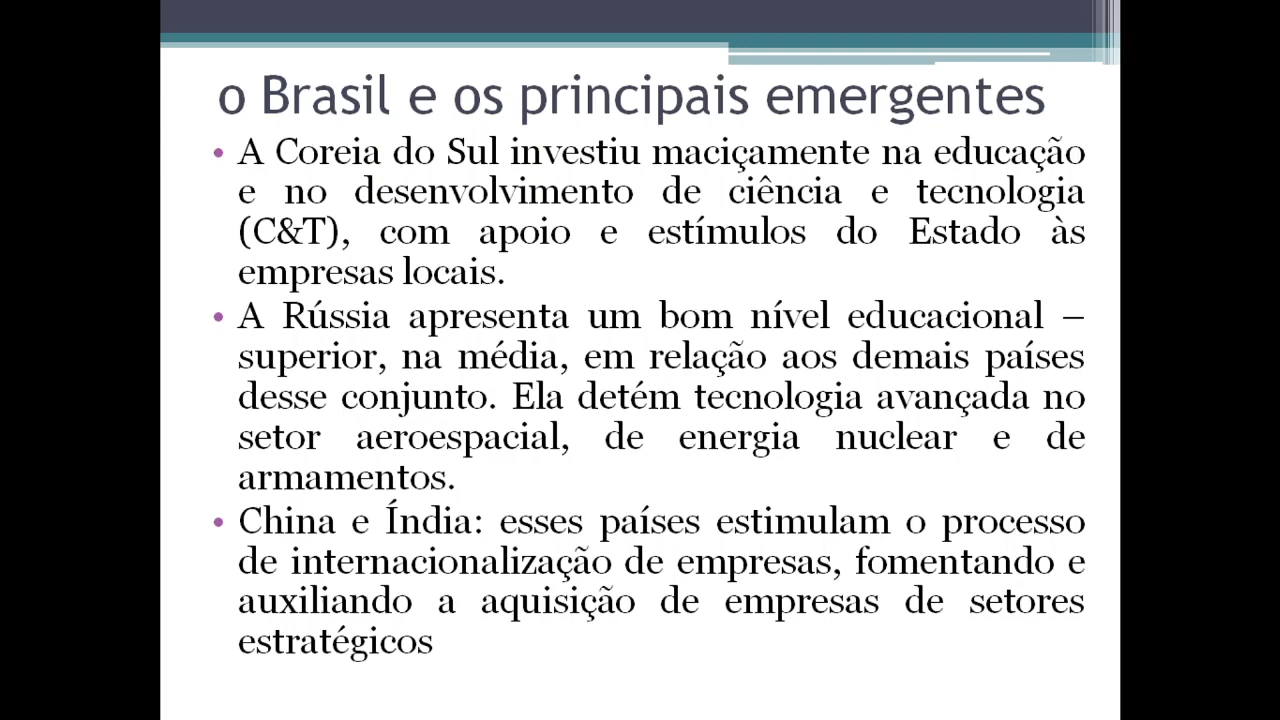 o Brasil e os principais emergentes
• A Coreia do Sul investiu maciçamente na educação
e no desenvolvimento de ciência e tecnologia
(C&T), com apoio e estímulos do Estado às
empresas locais.
• A Rússia apresenta um bom nível educacional –
superior, na média, em relação aos demais países
desse conjunto. Ela detém tecnologia avançada no
setor aeroespacial, de energia nuclear e de
armamentos.
• China e Índia: esses países estimulam o processo
de internacionalização de empresas, fomentando e
auxiliando a aquisição de empresas de setores
estratégicos